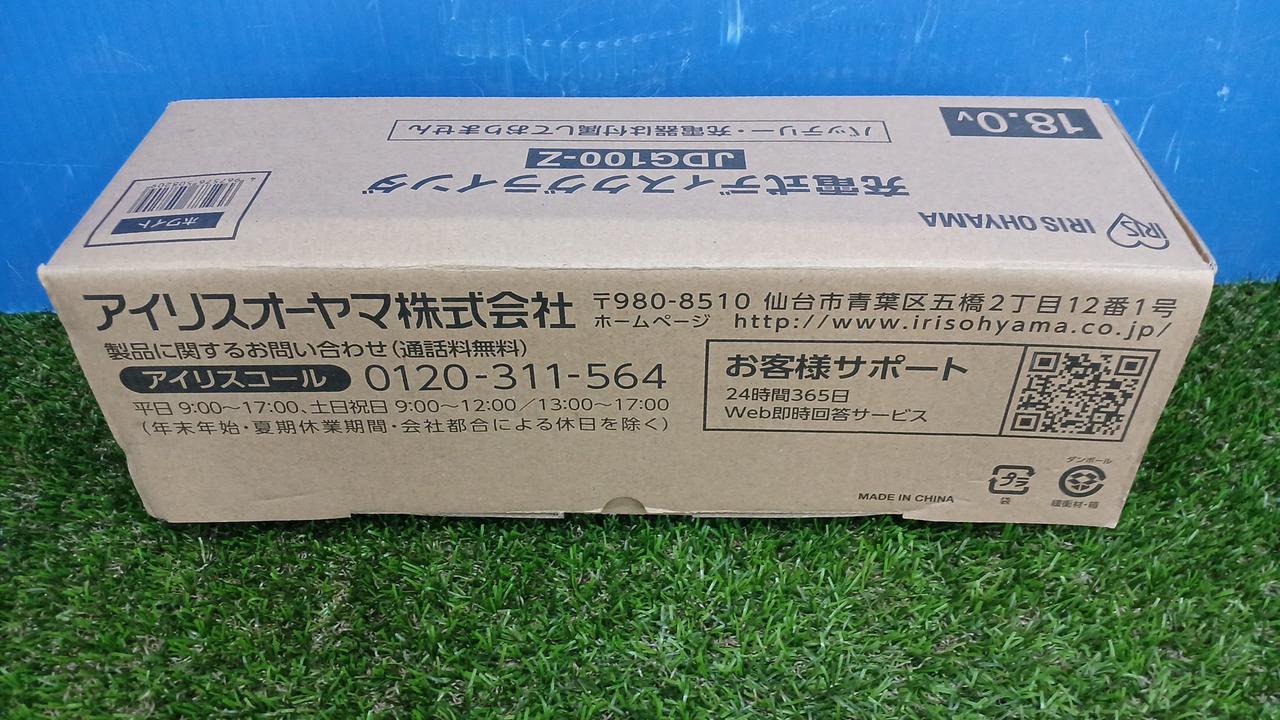 18.0v
バッテリー・充電器は付属しておりません
JDG100-Z
充電式ディスクグラインダ
IRIS OHYAMA
IRIS
ホワイト
アイリスオーヤマ株式会社
〒980-8510 仙台市青葉区五橋2丁目12番1号
ホームページ http://www.irisohyama.co.jp/
製品に関するお問い合わせ(通話料無料)
アイリスコール 0120-311-564
平日 9:00～17:00、土日祝日 9:00～12:00／13:00～17:00
(年末年始・夏期休業期間・会社都合による休日を除く)
お客様サポート
24時間365日
Web即時回答サービス
MADE IN CHINA
プラ
袋
ダンボール
緩衝材・箱